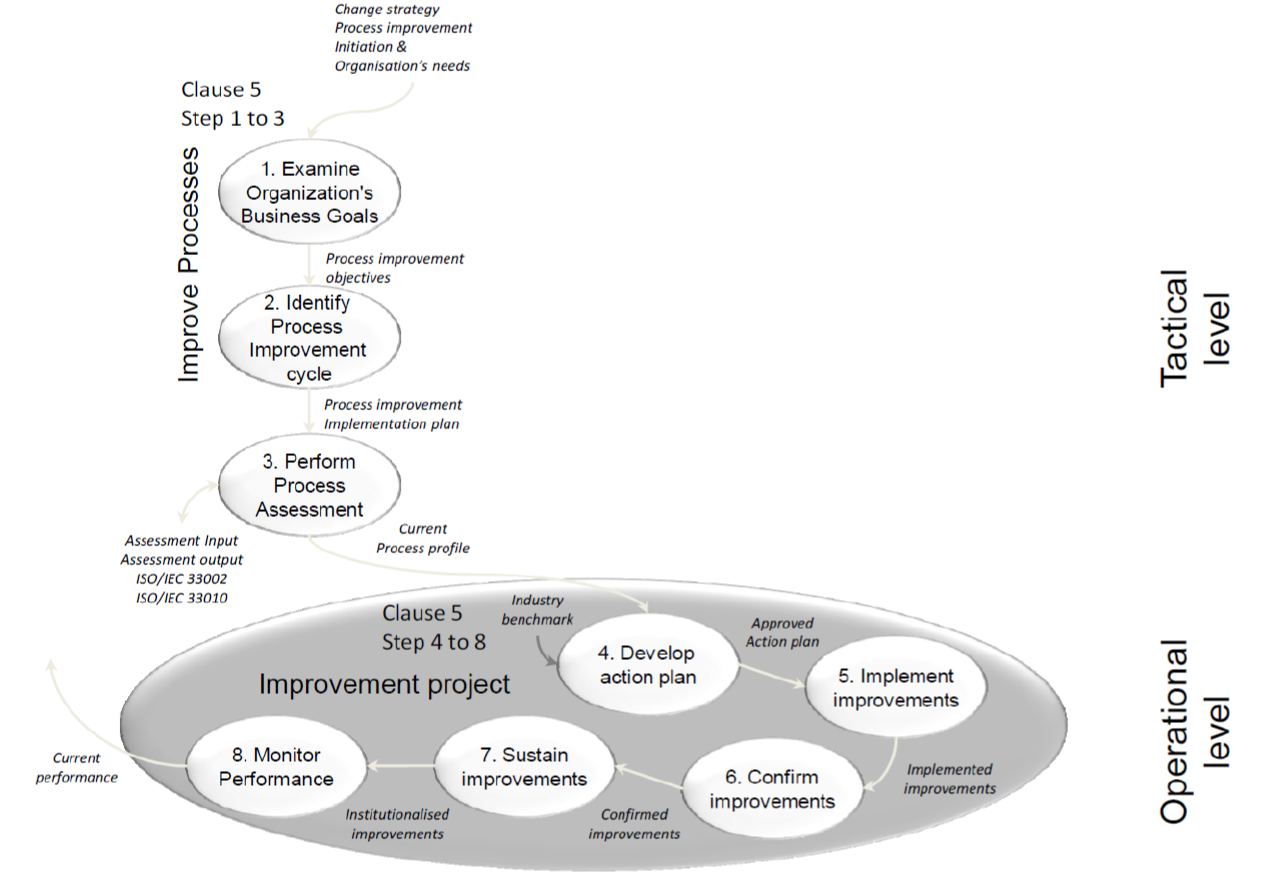 Change strategy
Process improvement
Initiation &
Organisation's needs
Clause 5
Step 1 to 3
Improve Processes
1. Examine
Organization's
Business Goals
Process improvement
objectives
2. Identify
Process
Improvement
cycle
Process improvement
Implementation plan
3. Perform
Process
Assessment
Assessment Input
Assessment output
ISO/IEC 33002
ISO/IEC 33010
Current
Process profile
Tactical
level
Clause 5
Step 4 to 8
Improvement project
Industry
benchmark
4. Develop
action plan
Approved
Action plan
5. Implement
improvements
Implemented
improvements
6. Confirm
improvements
Confirmed
improvements
7. Sustain
improvements
Institutionalised
improvements
8. Monitor
Performance
Current
performance
Operational
level